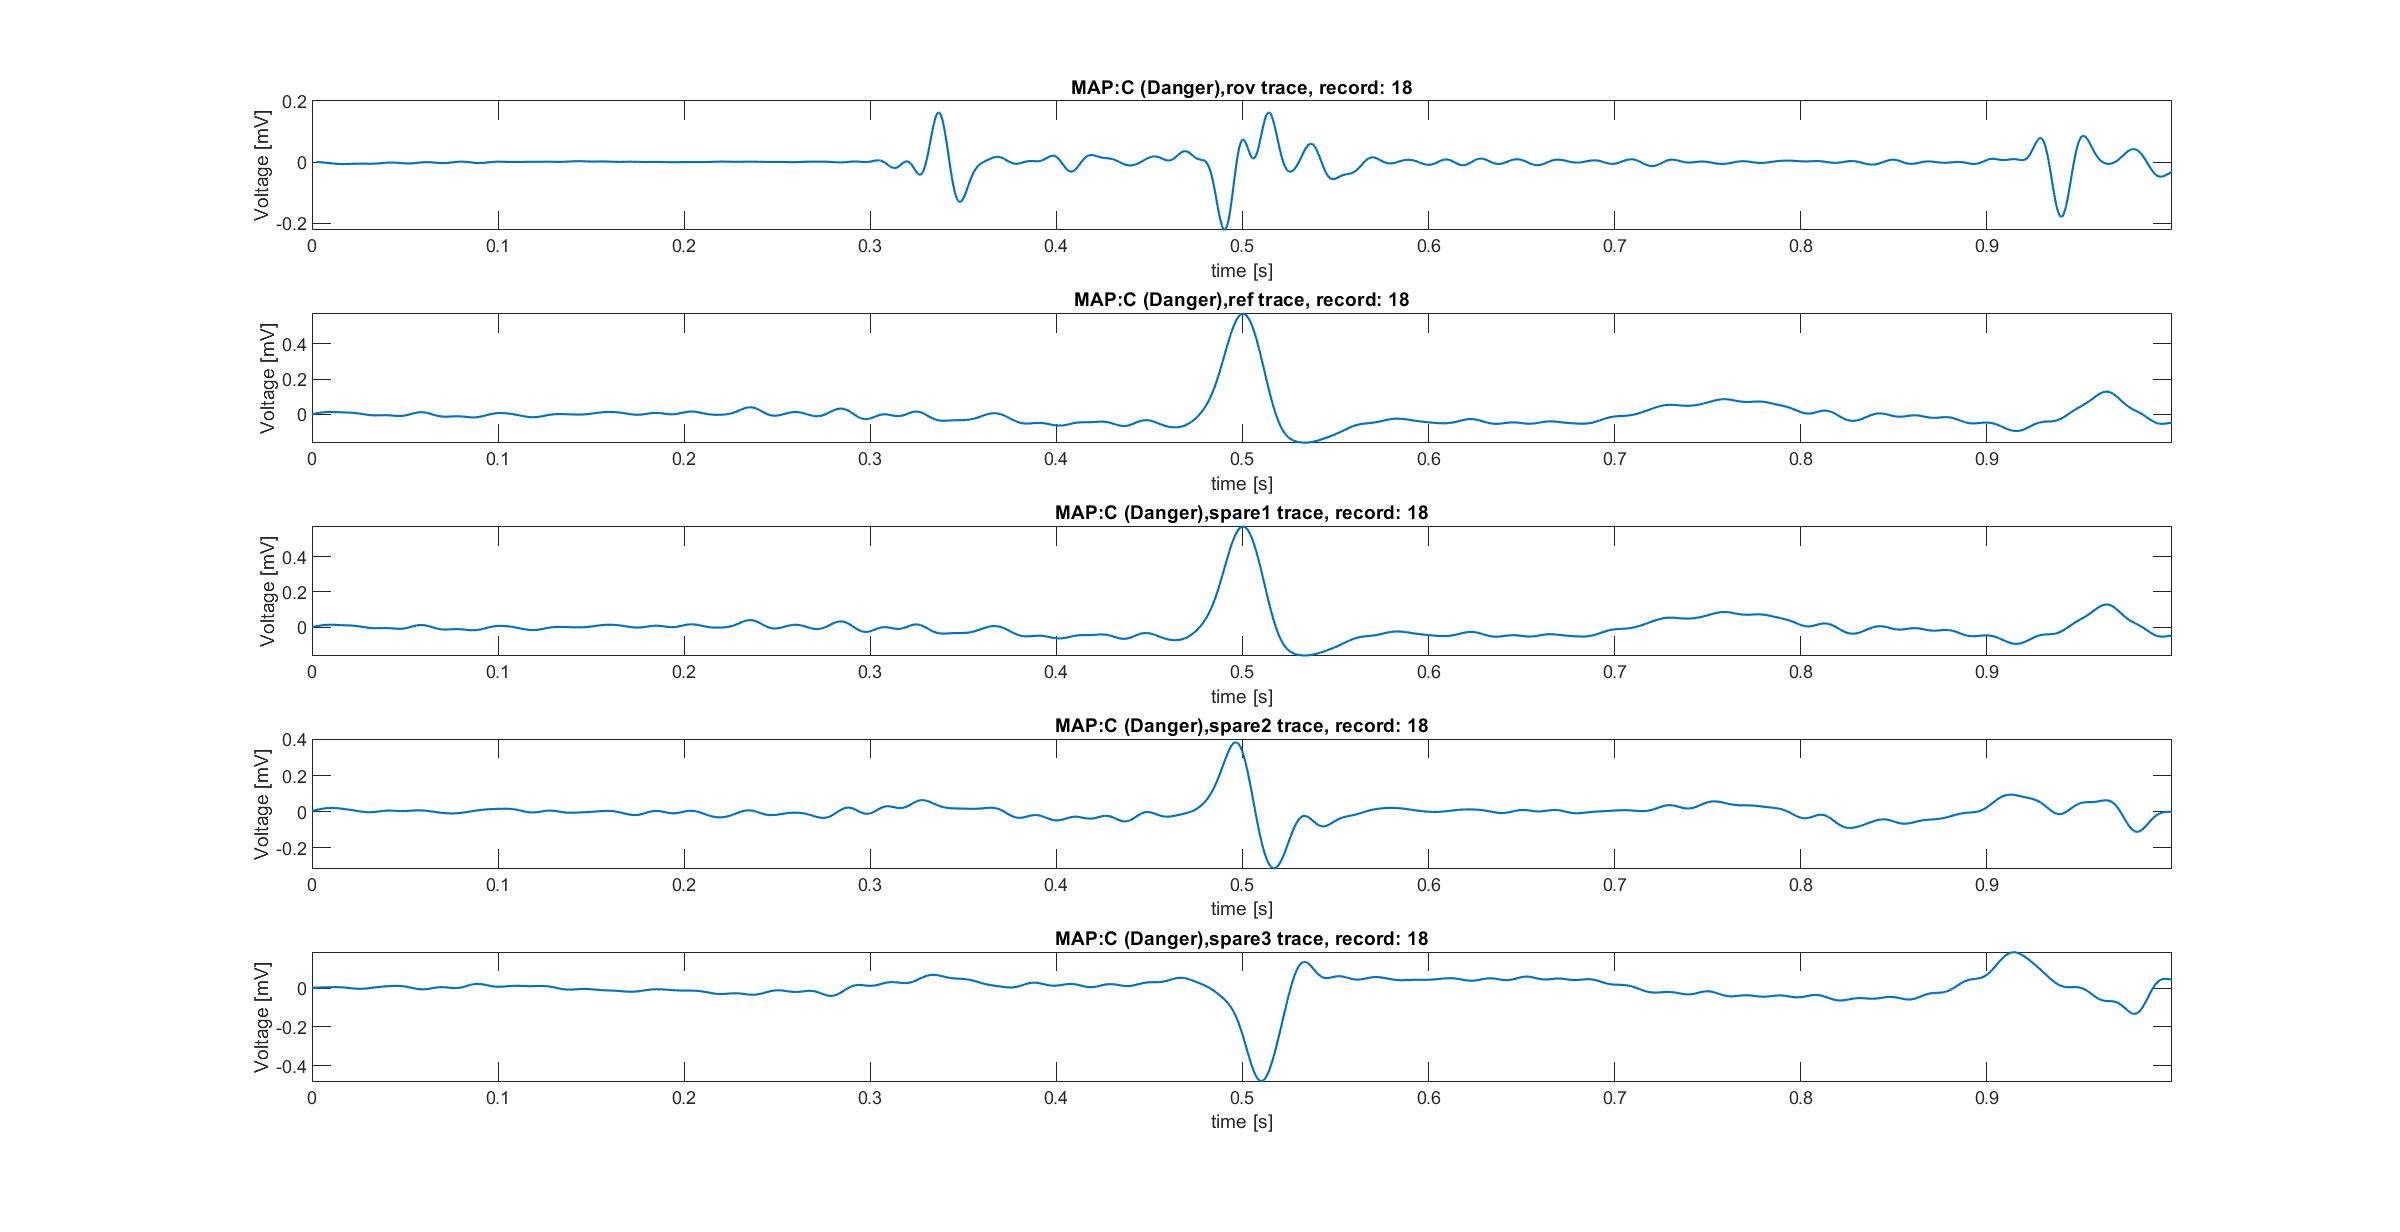 MAP:C (Danger),rov trace, record: 18
Voltage [mV]
0.2
0
-0.2
0 0.1 0.2 0.3 0.4 0.5 0.6 0.7 0.8 0.9
time [s]
MAP:C (Danger),ref trace, record: 18
Voltage [mV]
0.4
0.2
0
0 0.1 0.2 0.3 0.4 0.5 0.6 0.7 0.8 0.9
time [s]
MAP:C (Danger),spare1 trace, record: 18
Voltage [mV]
0.4
0.2
0
0 0.1 0.2 0.3 0.4 0.5 0.6 0.7 0.8 0.9
time [s]
MAP:C (Danger),spare2 trace, record: 18
Voltage [mV]
0.4
0.2
0
-0.2
0 0.1 0.2 0.3 0.4 0.5 0.6 0.7 0.8 0.9
time [s]
MAP:C (Danger),spare3 trace, record: 18
Voltage [mV]
0
-0.2
-0.4
0 0.1 0.2 0.3 0.4 0.5 0.6 0.7 0.8 0.9
time [s]